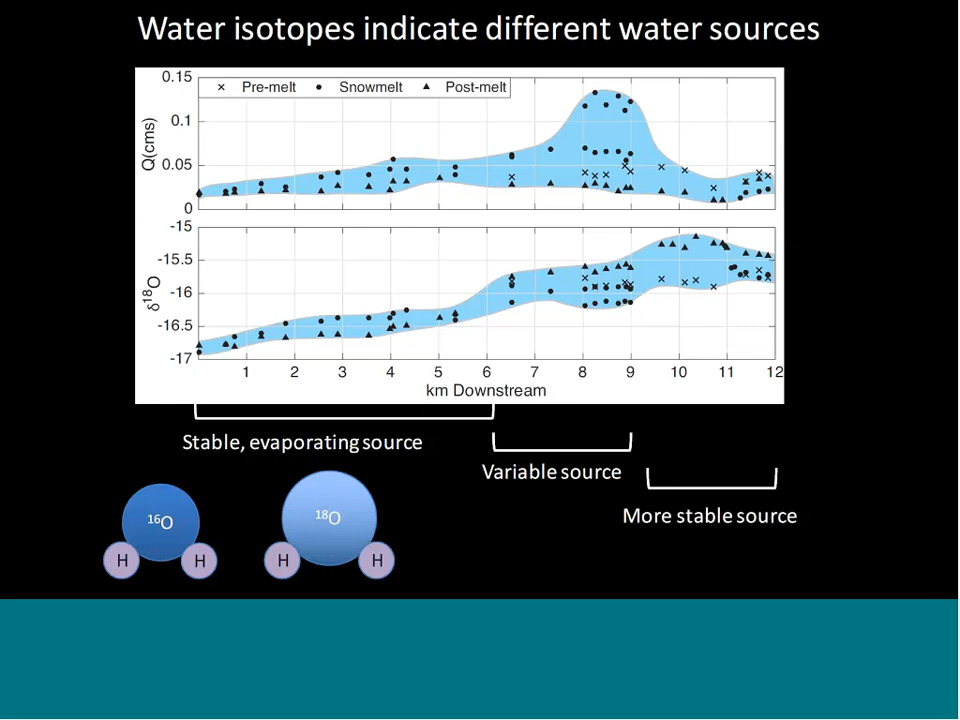 Water isotopes indicate different water sources
0.15
× Pre-melt • Snowmelt ▲ Post-melt
0.1
Q(cms)
0.05
0
-15
-15.5
-16
δ¹⁸O
-16.5
-17
1 2 3 4 5 6 7 8 9 10 11 12
km Downstream
Stable, evaporating source
Variable source
More stable source
¹⁶O
¹⁸O
H H H H